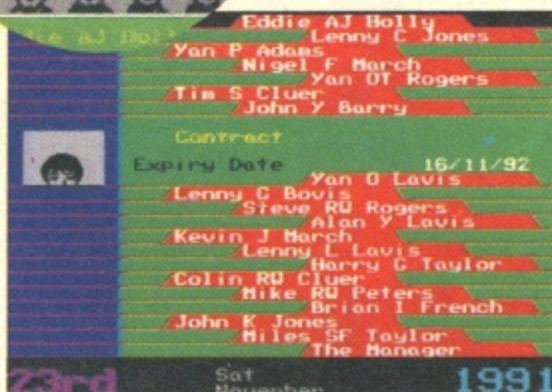 Eddie AJ Holly
Lenny C Jones
Yan P Adams
Nigel F March
Yan OT Rogers
Tim S Cluer
John Y Barry
Contract
Expiry Date 16/11/92
Yan O Lavis
Lenny G Bovis
Steve RW Rogers
Alan Y Lavis
Kevin J March
Lenny L Lavis
Harry G Taylor
Colin RW Cluer
Mike RW Peters
Brian I French
John K Jones
Miles SF Taylor
The Manager
23rd Sat 1991
November